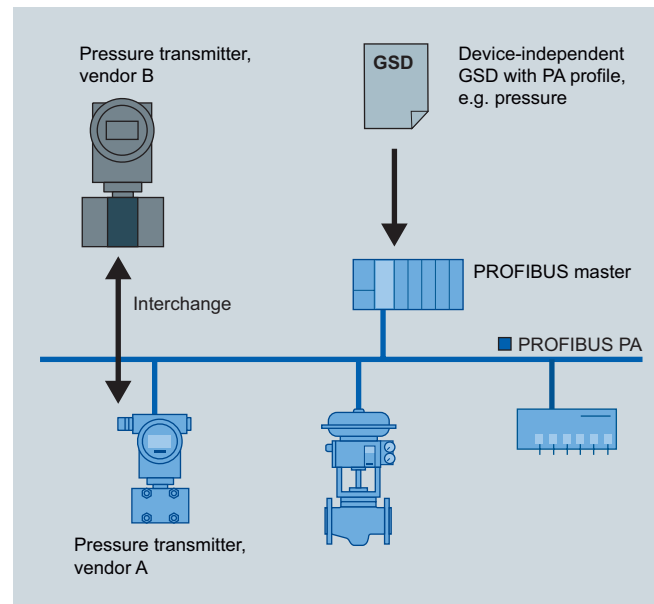 Pressure transmitter,
vendor B
GSD
Device-independent
GSD with PA profile,
e.g. pressure
PROFIBUS master
Interchange
PROFIBUS PA
Pressure transmitter,
vendor A